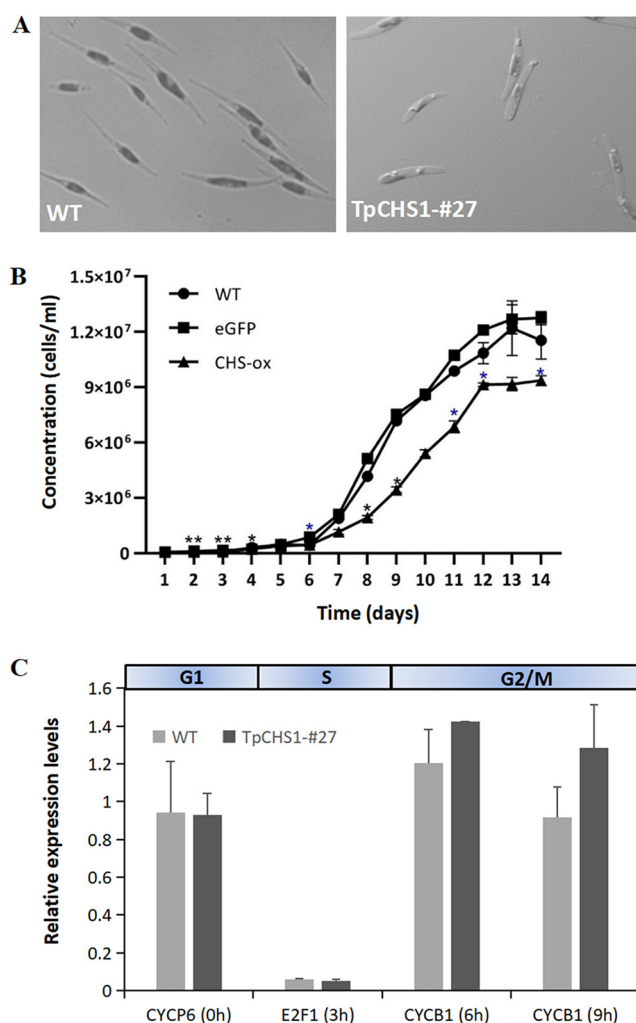 A
WT
TpCHS1-#27
B
Concentration (cells/ml)
1.5×10⁷
1.2×10⁷
9×10⁶
6×10⁶
3×10⁶
0
WT
eGFP
CHS-ox
** ** * * * * * * *
1 2 3 4 5 6 7 8 9 10 11 12 13 14
Time (days)
C
G1 S G2/M
Relative expression levels
1.6
1.4
1.2
1
0.8
0.6
0.4
0.2
0
WT TpCHS1-#27
CYCP6 (0h) E2F1 (3h) CYCB1 (6h) CYCB1 (9h)